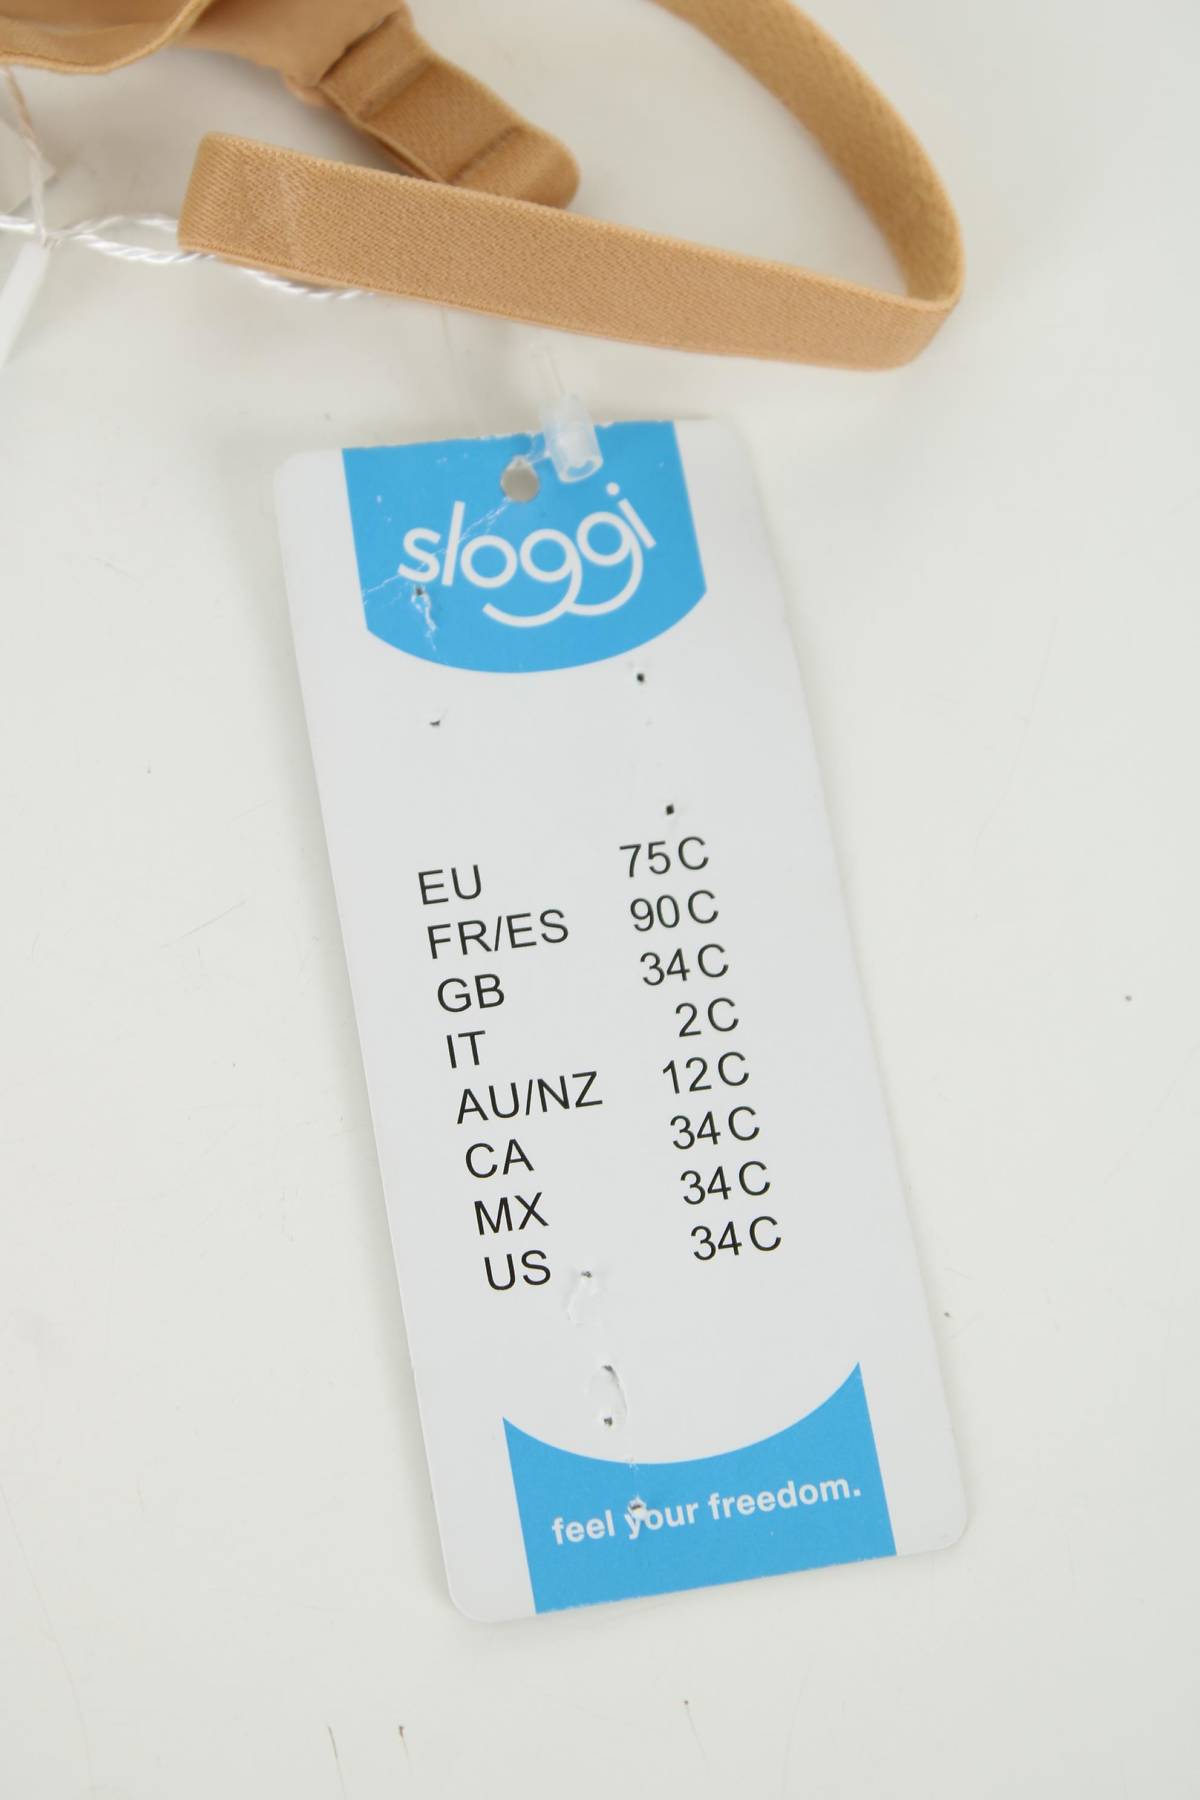 sloggi
EU 75C
FR/ES 90C
GB 34C
IT 2C
AU/NZ 12C
CA 34C
MX 34C
US 34C
feel your freedom.